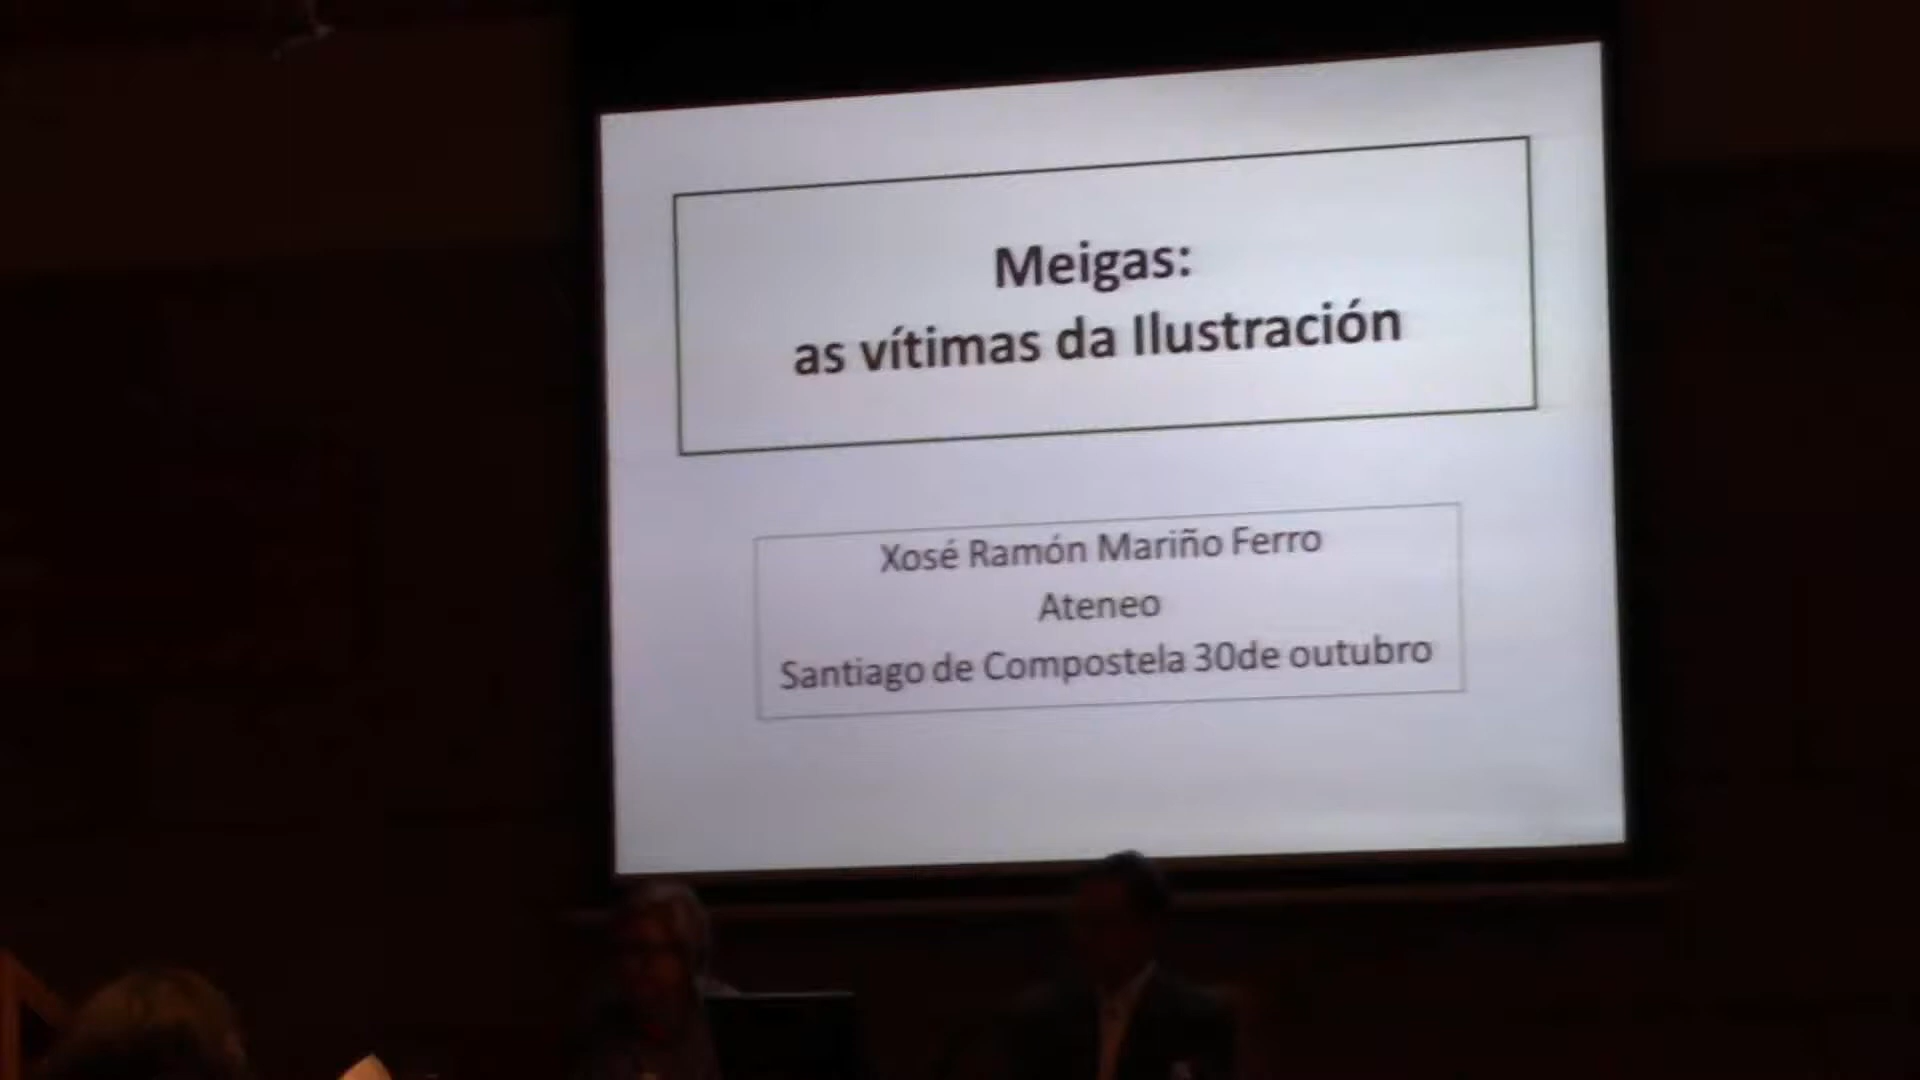 Meigas:
as vítimas da Ilustración
Xosé Ramón Mariño Ferro
Ateneo
Santiago de Compostela 30de outubro